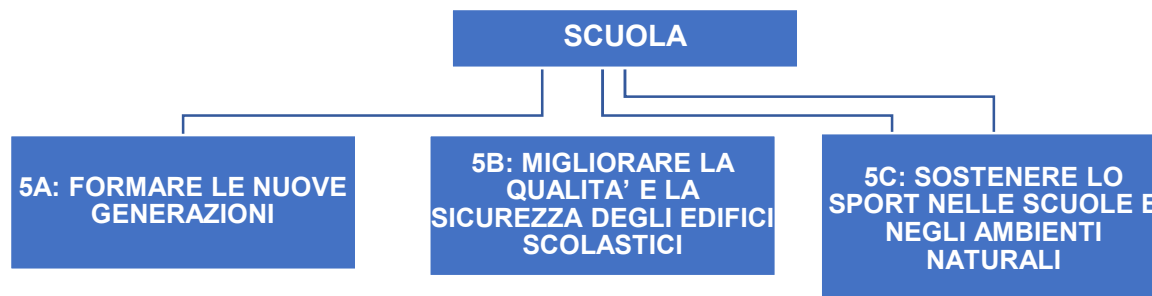 SCUOLA
5A: FORMARE LE NUOVE
GENERAZIONI
5B: MIGLIORARE LA
QUALITA’ E LA
SICUREZZA DEGLI EDIFICI
SCOLASTICI
5C: SOSTENERE LO
SPORT NELLE SCUOLE E
NEGLI AMBIENTI
NATURALI